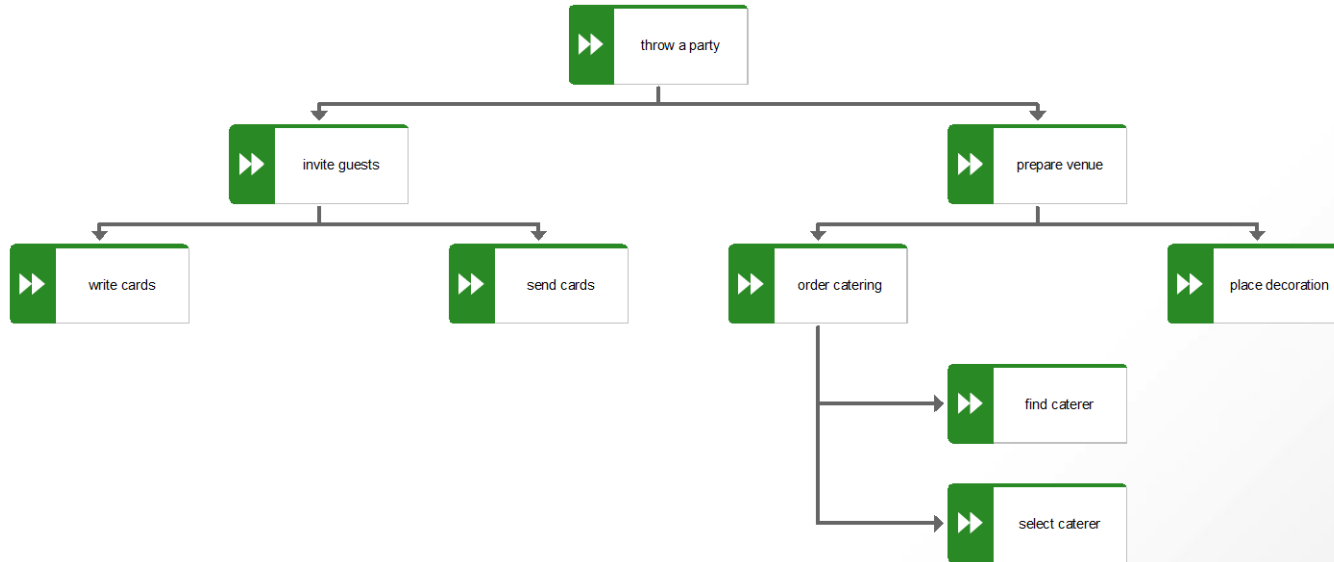 throw a party
invite guests
prepare venue
write cards
send cards
order catering
place decoration
find caterer
select caterer